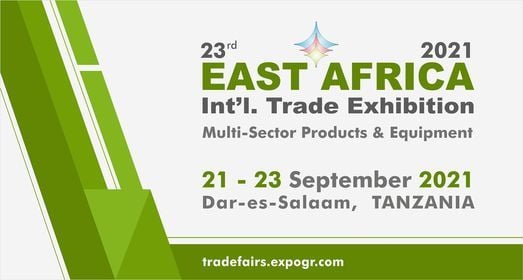 23rd 2021
EAST AFRICA
Int'l. Trade Exhibition
Multi-Sector Products & Equipment
21 - 23 September 2021
Dar-es-Salaam, TANZANIA
tradefairs.expogr.com